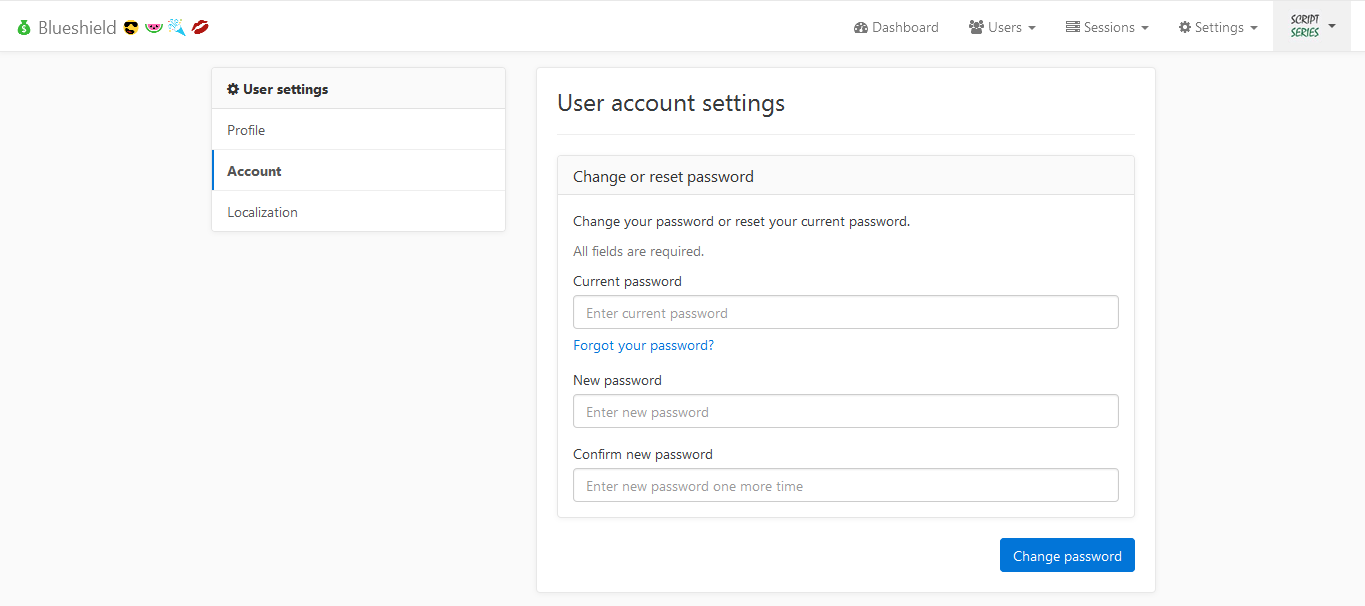 Blueshield
Dashboard
Users
Sessions
Settings
SCRIPT
SERIES
User settings
Profile
Account
Localization
User account settings
Change or reset password
Change your password or reset your current password.
All fields are required.
Current password
Enter current password
Forgot your password?
New password
Enter new password
Confirm new password
Enter new password one more time
Change password